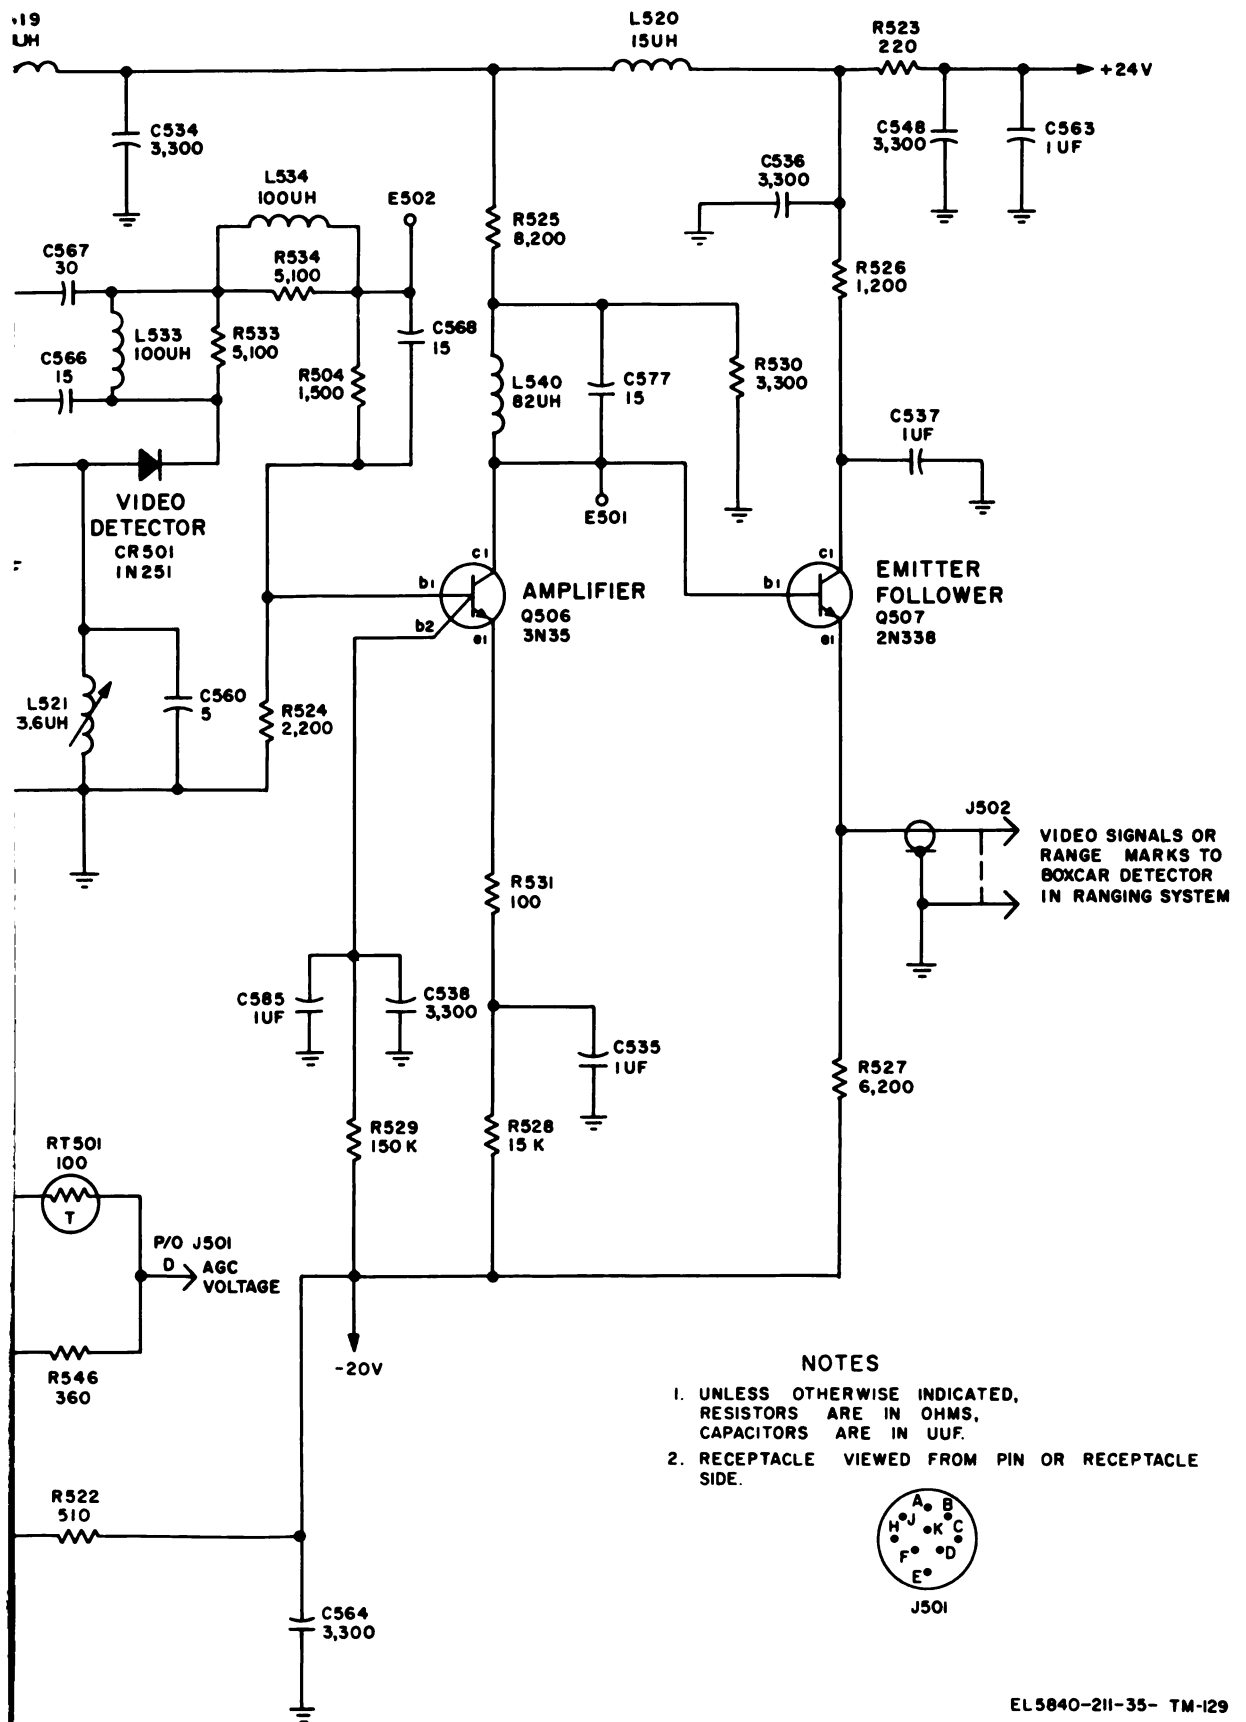 L520
15UH
R523
220
+24V
C534
3,300
C548
3,300
C563
1UF
C536
3,300
L534
100UH
E502
R525
8,200
C567
30
R534
5,100
R526
1,200
L533
100UH
R533
5,100
C568
15
C566
15
R504
1,500
L540
82UH
C577
15
R530
3,300
C537
1UF
VIDEO
DETECTOR
CR501
1N251
E501
c1
b1
b2
e1
AMPLIFIER
Q506
3N35
c1
b1
e1
EMITTER
FOLLOWER
Q507
2N338
L521
3.6UH
C560
5
R524
2,200
J502
VIDEO SIGNALS OR
RANGE MARKS TO
BOXCAR DETECTOR
IN RANGING SYSTEM
R531
100
C585
1UF
C538
3,300
C535
1UF
R527
6,200
R529
150K
R528
15K
RT501
100
T
P/O J501
D AGC
VOLTAGE
-20V
R546
360
NOTES
1. UNLESS OTHERWISE INDICATED,
RESISTORS ARE IN OHMS,
CAPACITORS ARE IN UUF.
2. RECEPTACLE VIEWED FROM PIN OR RECEPTACLE
SIDE.
R522
510
A B
H J K C
F D
E
J501
C564
3,300
EL5840-211-35- TM-129